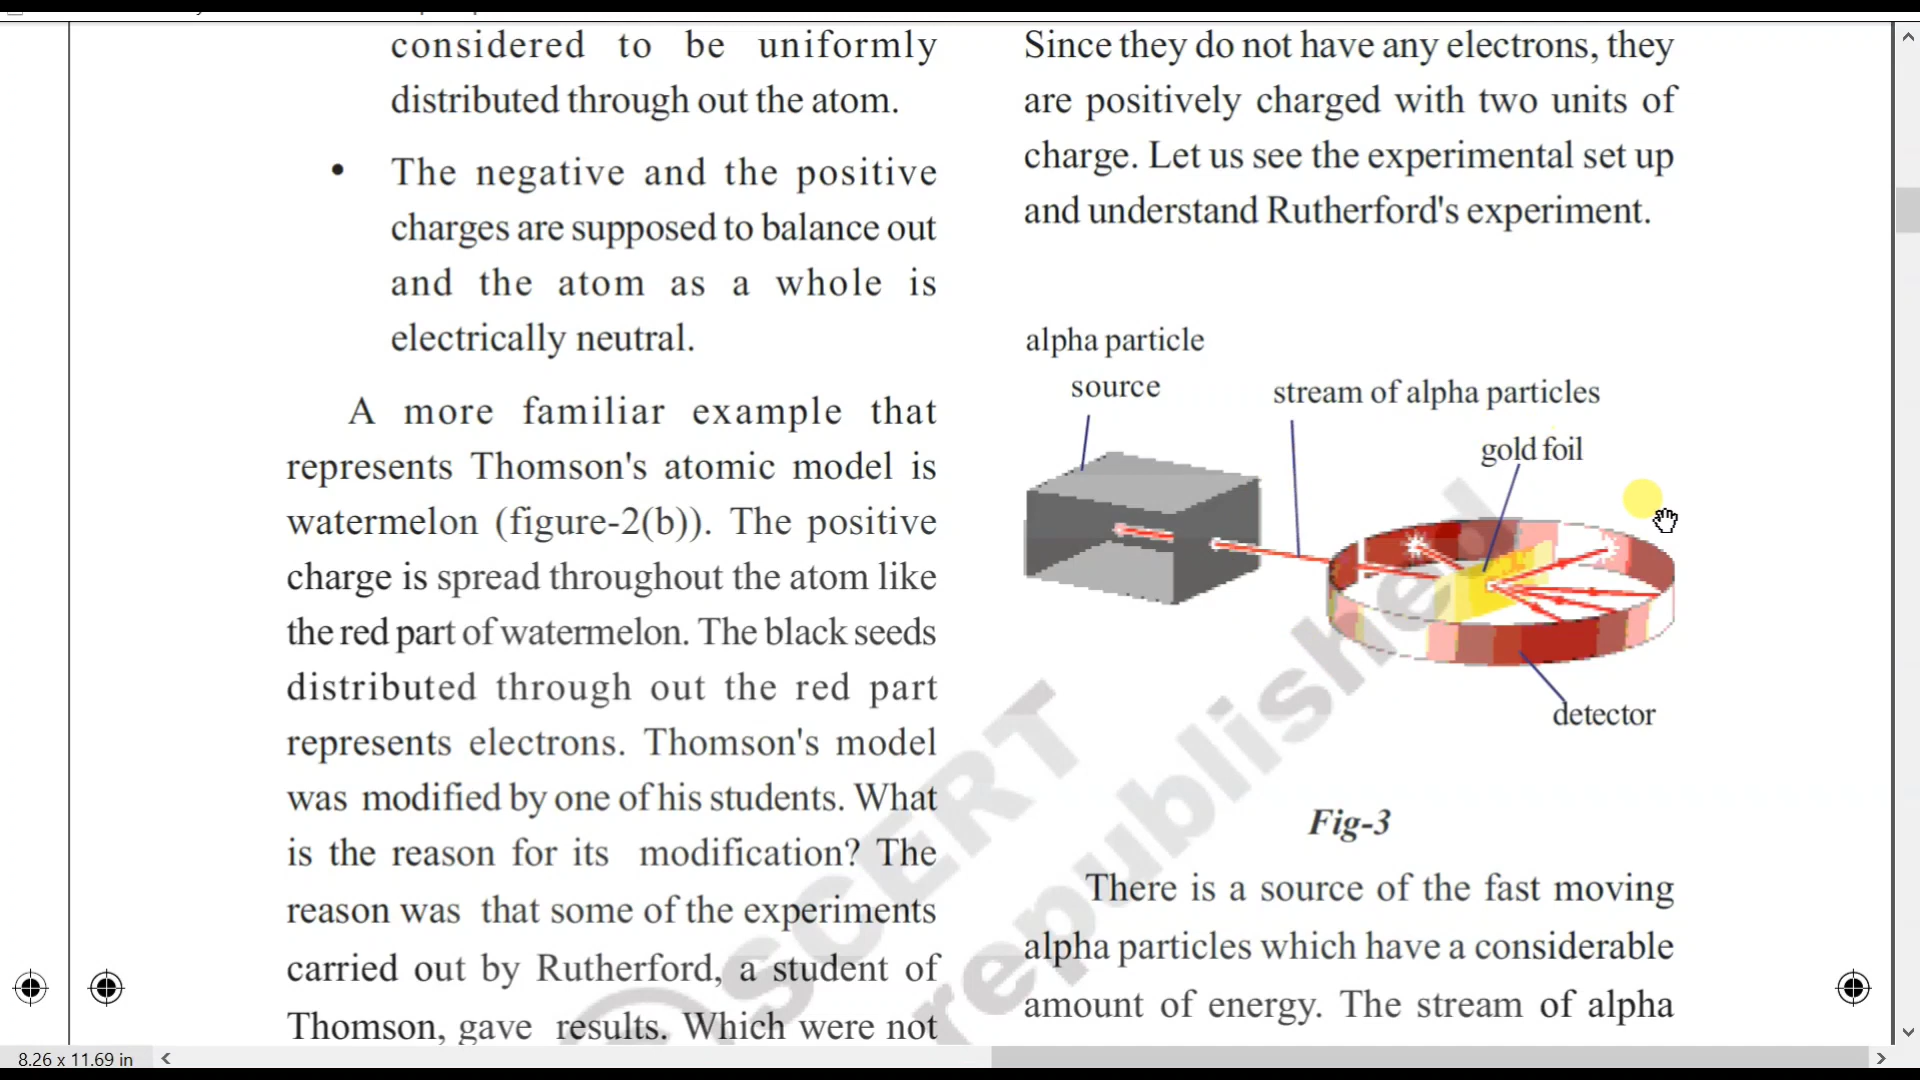 considered to be uniformly
distributed through out the atom.
• The negative and the positive
charges are supposed to balance out
and the atom as a whole is
electrically neutral.
A more familiar example that
represents Thomson's atomic model is
watermelon (figure-2(b)). The positive
charge is spread throughout the atom like
the red part of watermelon. The black seeds
distributed through out the red part
represents electrons. Thomson's model
was modified by one of his students. What
is the reason for its modification? The
reason was that some of the experiments
carried out by Rutherford, a student of
Thomson, gave results. Which were not
Since they do not have any electrons, they
are positively charged with two units of
charge. Let us see the experimental set up
and understand Rutherford's experiment.
alpha particle
source
stream of alpha particles
gold foil
detector
Fig-3
There is a source of the fast moving
alpha particles which have a considerable
amount of energy. The stream of alpha
SCERT
republished
8.26 x 11.69 in